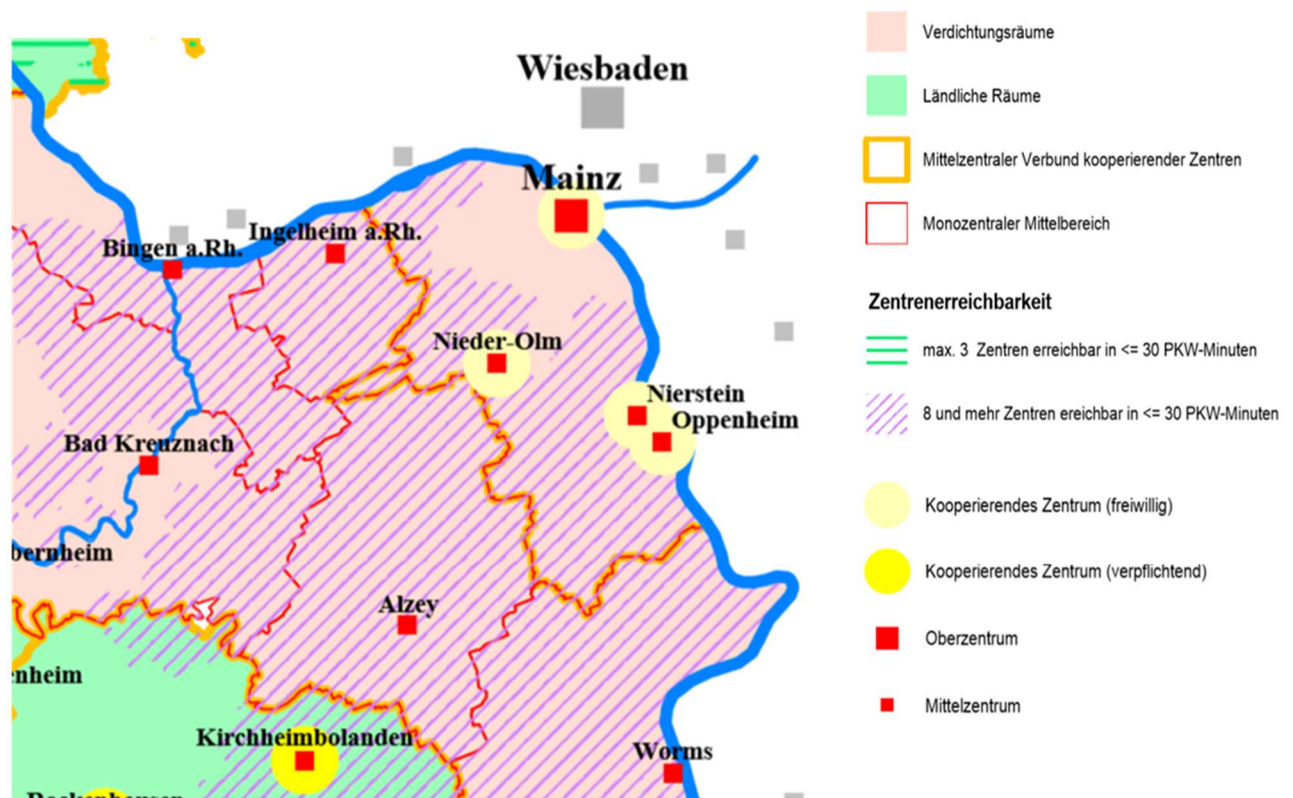 Wiesbaden
Mainz
Ingelheim a.Rh.
Bingen a.Rh.
Nieder-Olm
Nierstein
Oppenheim
Bad Kreuznach
bernheim
Alzey
enheim
Kirchheimbolanden
Worms
Rockenhausen
Verdichtungsräume
Ländliche Räume
Mittelzentraler Verbund kooperierender Zentren
Monozentraler Mittelbereich
Zentrenerreichbarkeit
max. 3 Zentren erreichbar in <= 30 PKW-Minuten
8 und mehr Zentren ereichbar in <= 30 PKW-Minuten
Kooperierendes Zentrum (freiwillig)
Kooperierendes Zentrum (verpflichtend)
Oberzentrum
Mittelzentrum